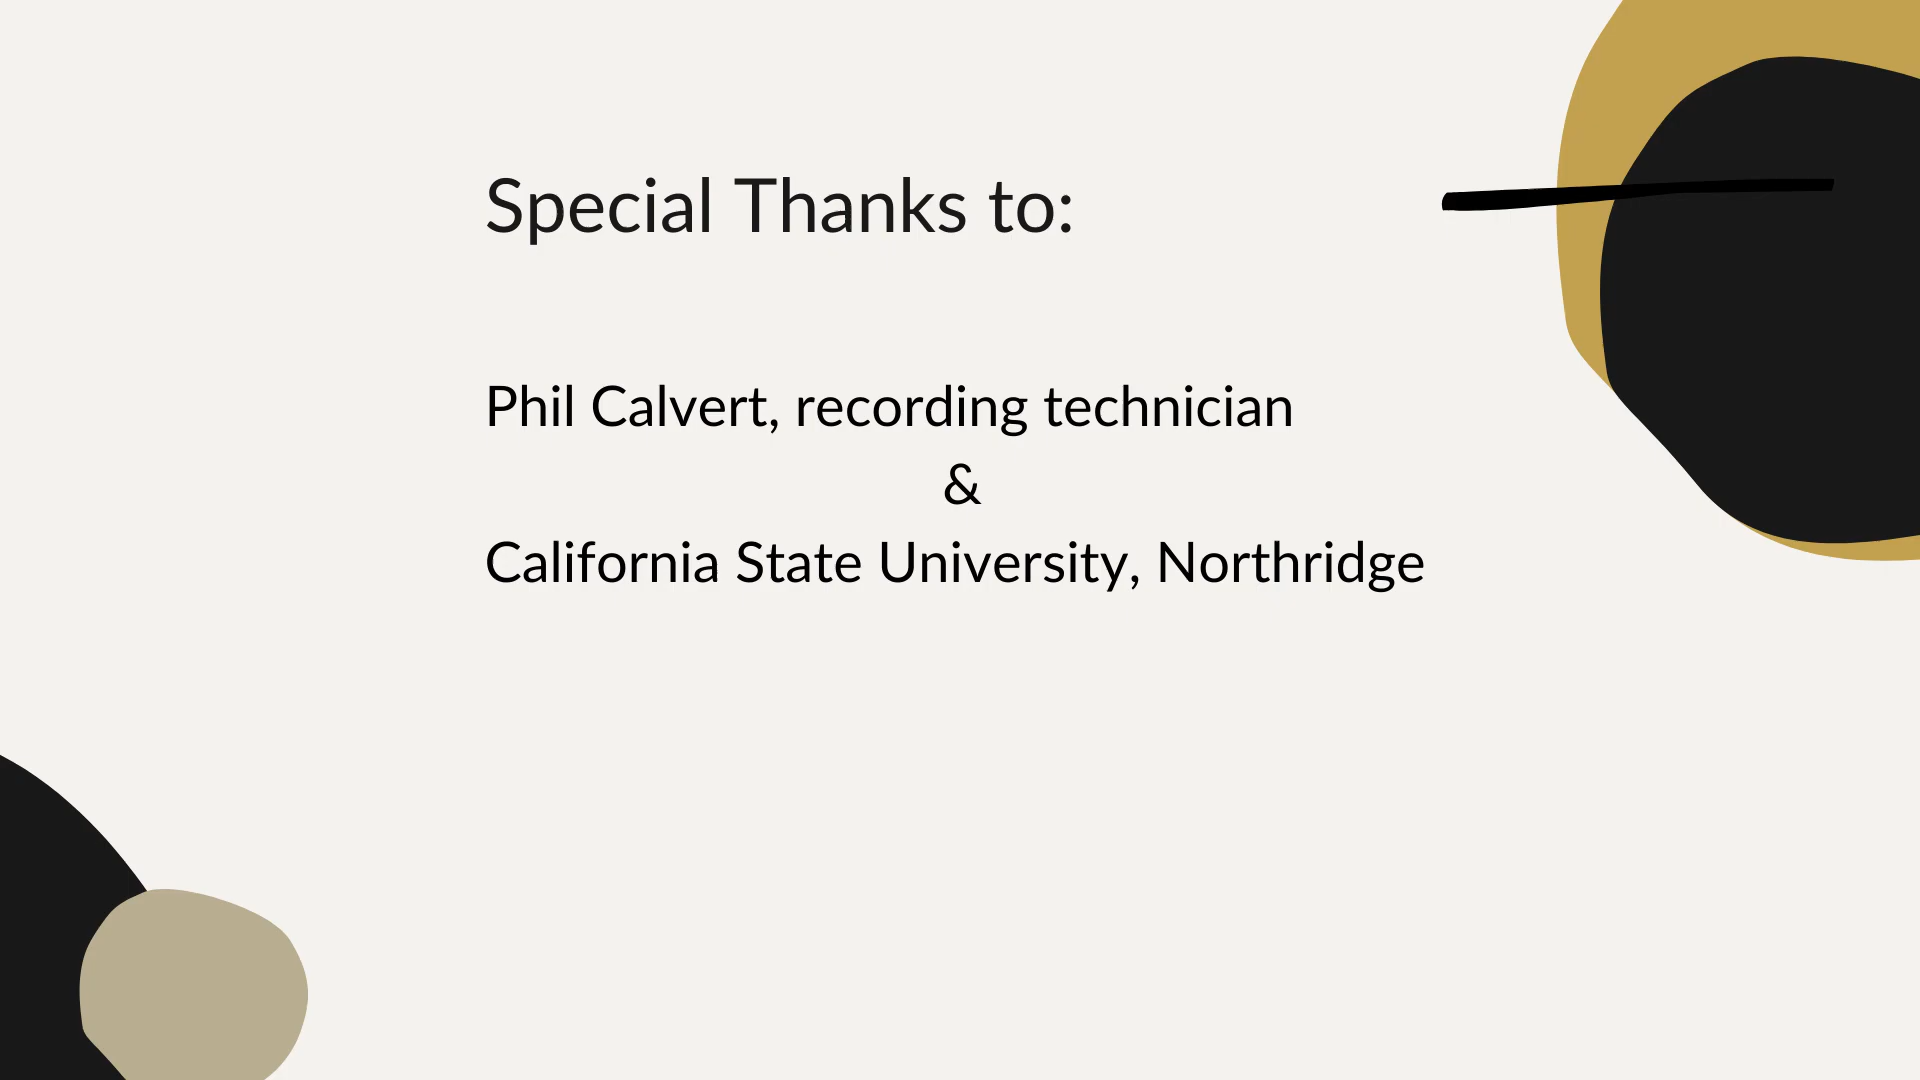 Special Thanks to:
Phil Calvert, recording technician
&
California State University, Northridge